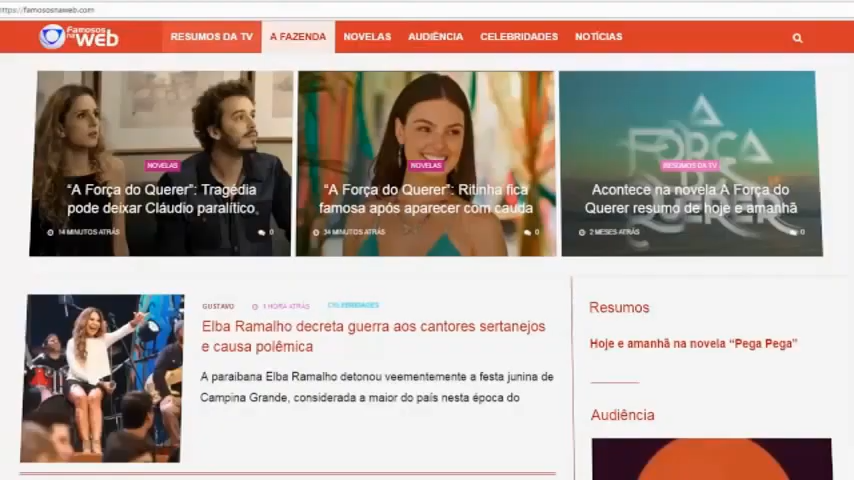 https://famososnaweb.com
Famosos
na WEB
RESUMOS DA TV
A FAZENDA
NOVELAS
AUDIÊNCIA
CELEBRIDADES
NOTÍCIAS
NOVELAS
“A Força do Querer”: Tragédia
pode deixar Cláudio paralítico
14 MINUTOS ATRÁS
0
NOVELAS
“A Força do Querer”: Ritinha fica
famosa após aparecer com cauda
34 MINUTOS ATRÁS
0
A
FORÇA
DO
QUERER
RESUMOS DA TV
Acontece na novela A Força do
Querer resumo de hoje e amanhã
2 MESES ATRÁS
0
GUSTAVO
1 HORA ATRÁS
CELEBRIDADES
Elba Ramalho decreta guerra aos cantores sertanejos
e causa polêmica
A paraibana Elba Ramalho detonou veementemente a festa junina de
Campina Grande, considerada a maior do país nesta época do
Resumos
Hoje e amanhã na novela “Pega Pega”
Audiência